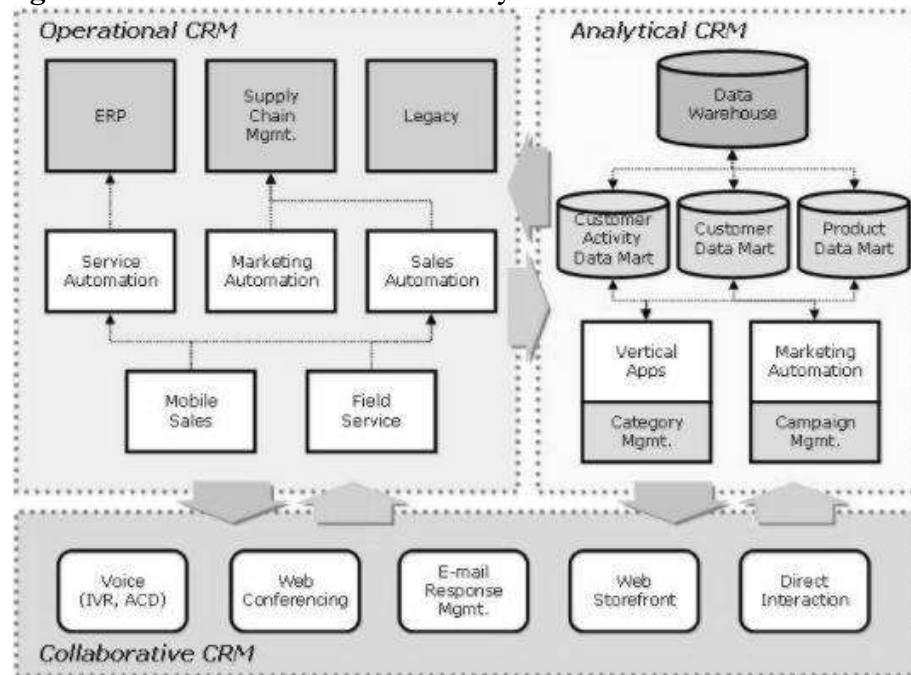 Operational CRM
ERP
Supply
Chain
Mgmt.
Legacy
Service
Automation
Marketing
Automation
Sales
Automation
Mobile
Sales
Field
Service
Analytical CRM
Data
Warehouse
Customer
Activity
Data Mart
Customer
Data Mart
Product
Data Mart
Vertical
Apps
Category
Mgmt.
Marketing
Automation
Campaign
Mgmt.
Voice
(IVR, ACD)
Web
Conferencing
E-mail
Response
Mgmt.
Web
Storefront
Direct
Interaction
Collaborative CRM